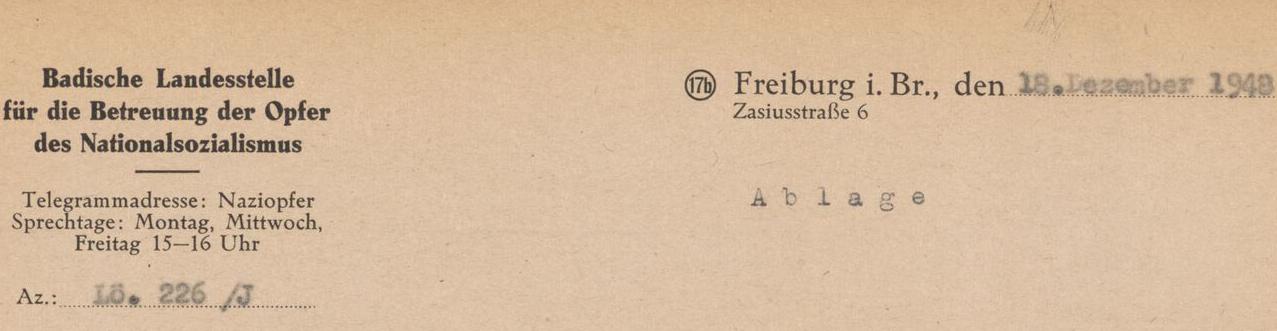 Badische Landesstelle
für die Betreuung der Opfer
des Nationalsozialismus
Telegrammadresse: Naziopfer
Sprechtage: Montag, Mittwoch,
Freitag 15—16 Uhr
Az.: Lö. 226 /J
17b Freiburg i. Br., den 18.Dezember 1948
Zasiusstraße 6
Ablage